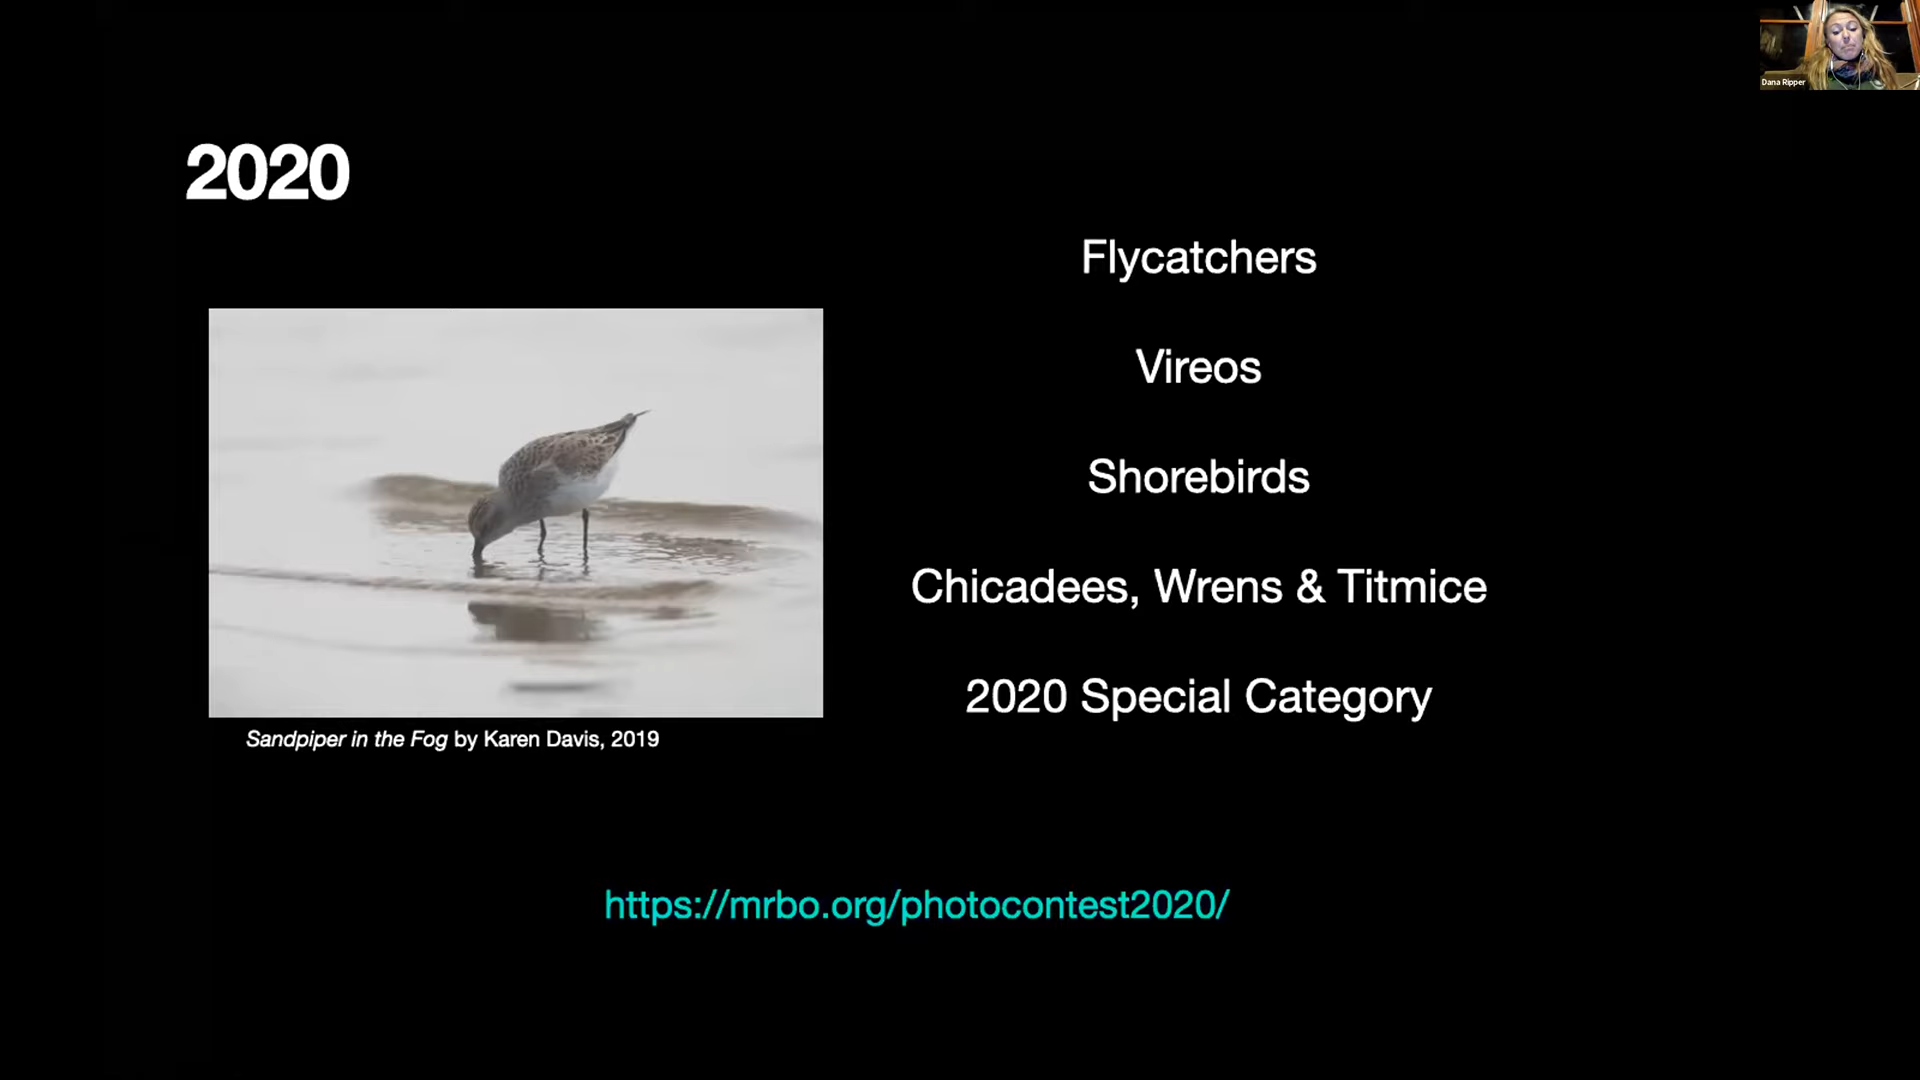 Dana Ripper
2020
Flycatchers
Vireos
Shorebirds
Chicadees, Wrens & Titmice
2020 Special Category
Sandpiper in the Fog by Karen Davis, 2019
https://mrbo.org/photocontest2020/